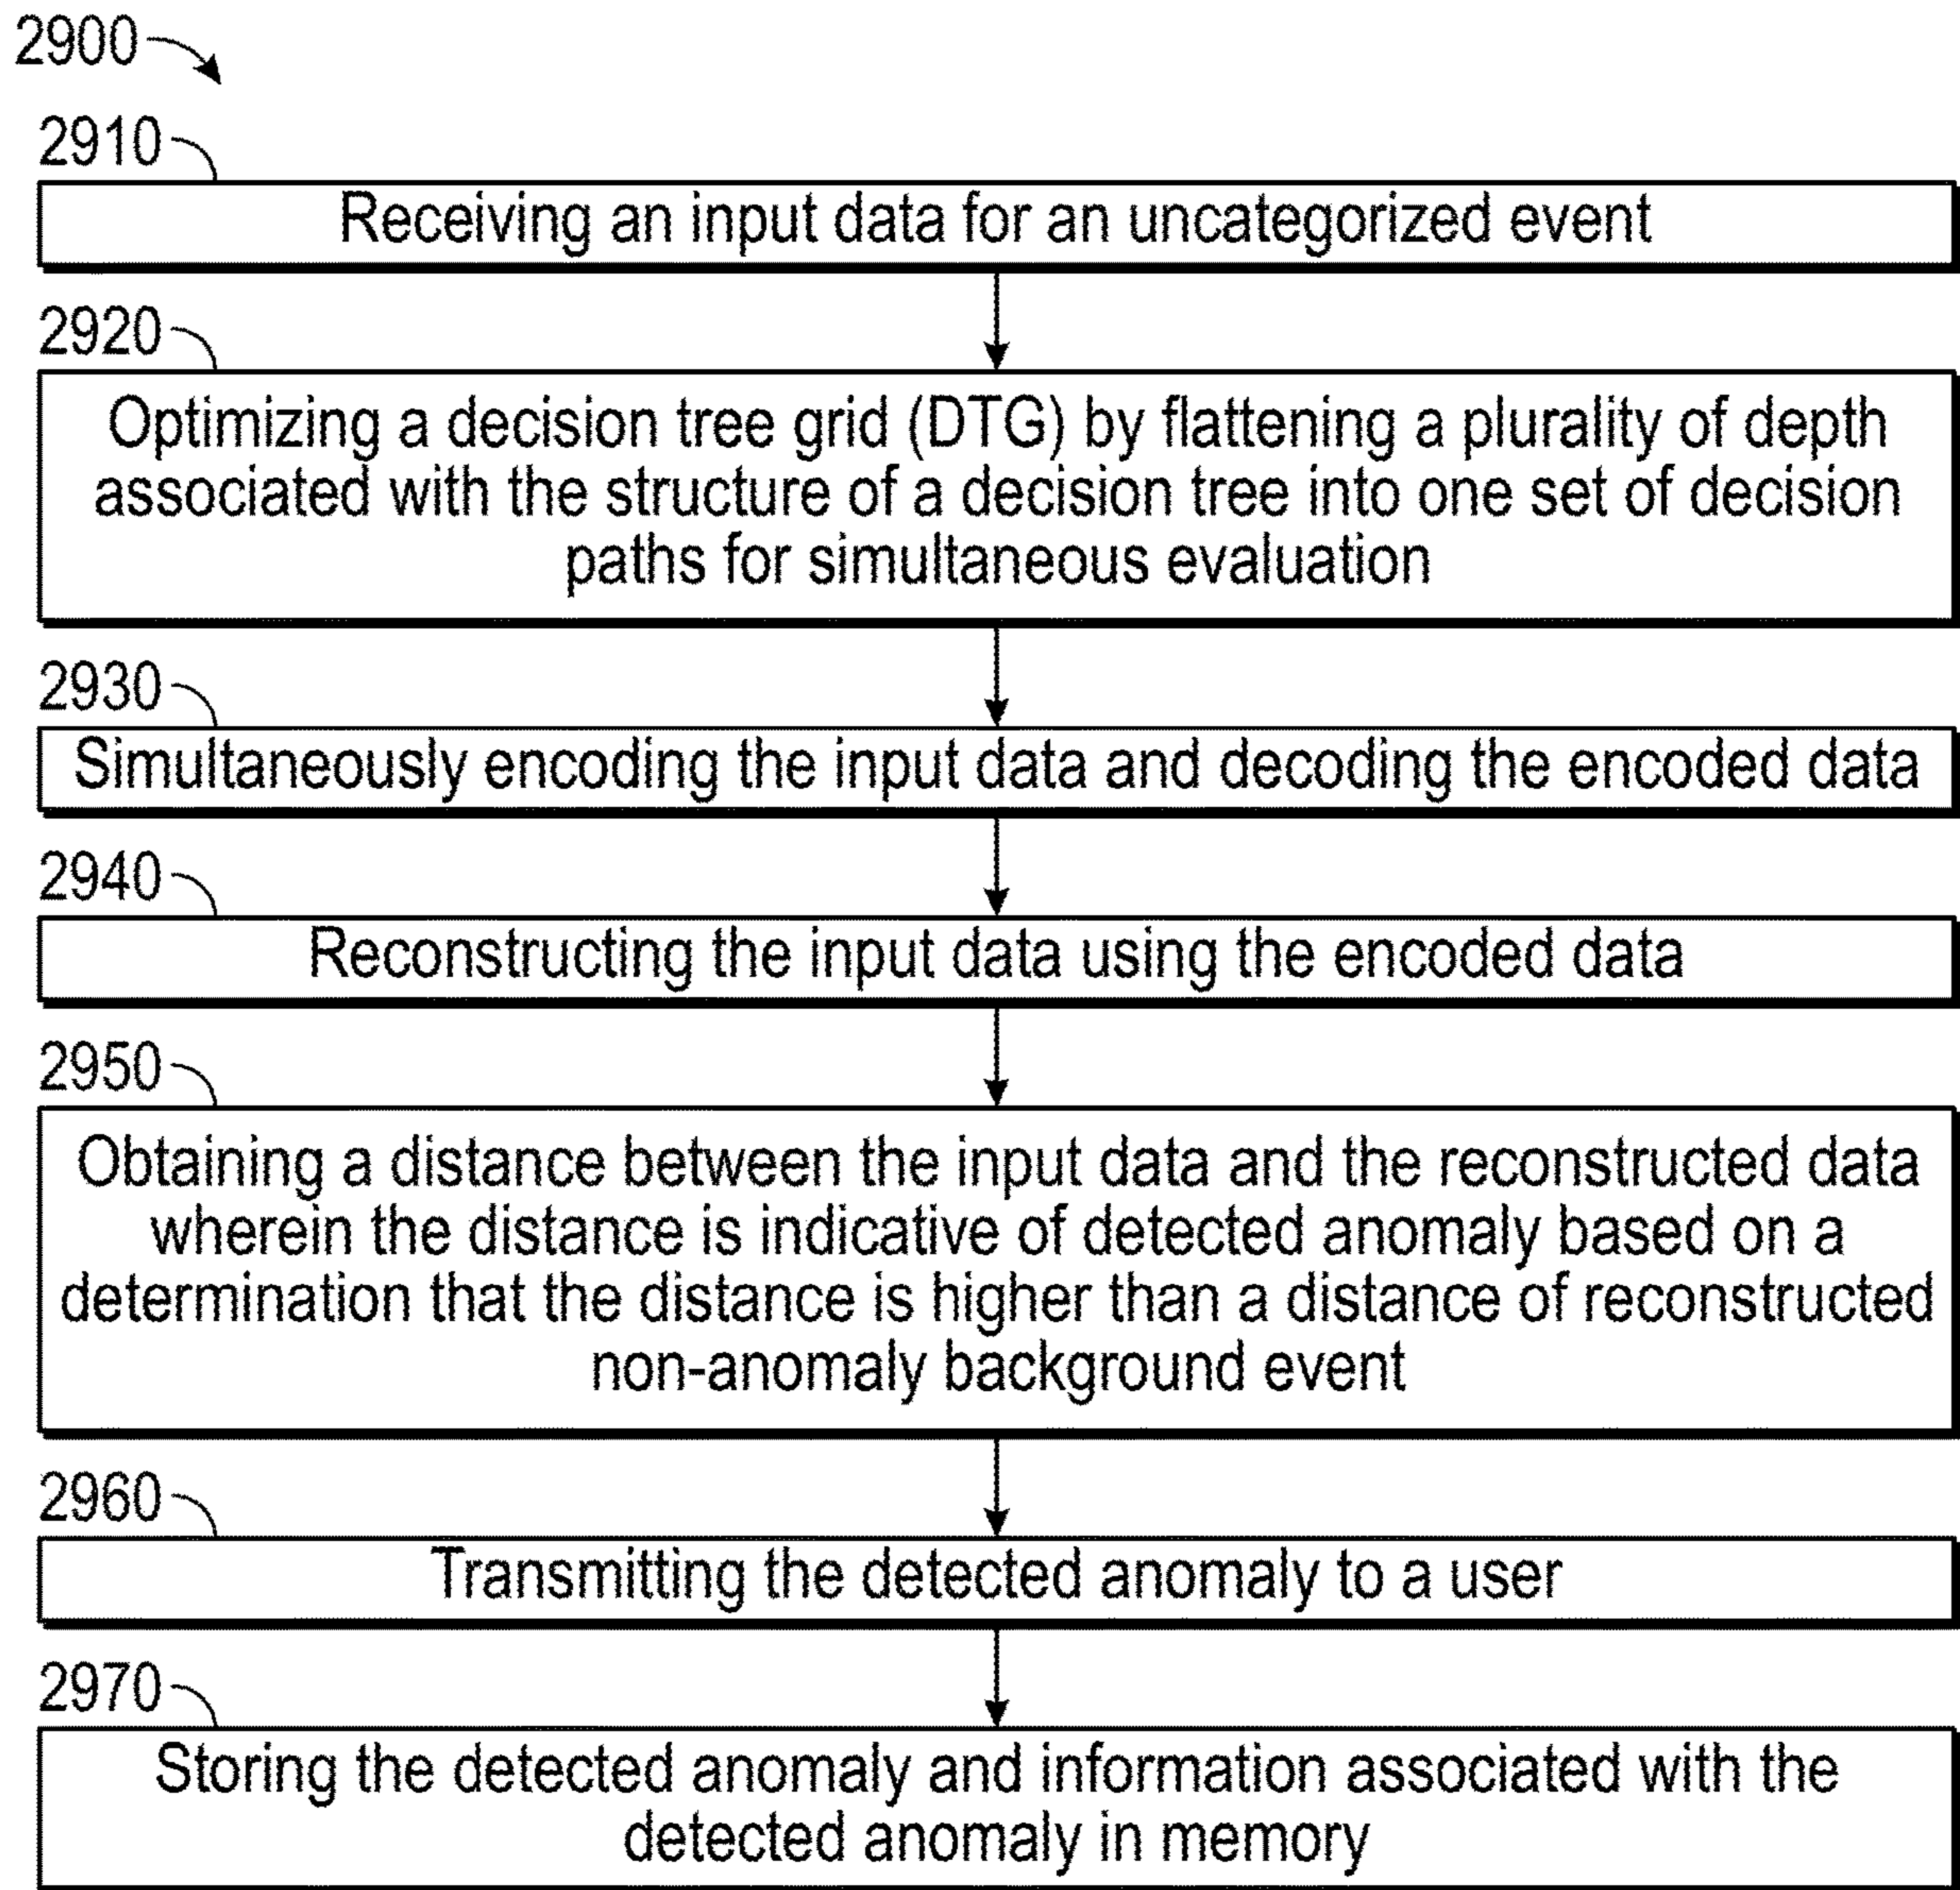 2900
2910
Receiving an input data for an uncategorized event
2920
Optimizing a decision tree grid (DTG) by flattening a plurality of depth
associated with the structure of a decision tree into one set of decision
paths for simultaneous evaluation
2930
Simultaneously encoding the input data and decoding the encoded data
2940
Reconstructing the input data using the encoded data
2950
Obtaining a distance between the input data and the reconstructed data
wherein the distance is indicative of detected anomaly based on a
determination that the distance is higher than a distance of reconstructed
non-anomaly background event
2960
Transmitting the detected anomaly to a user
2970
Storing the detected anomaly and information associated with the
detected anomaly in memory